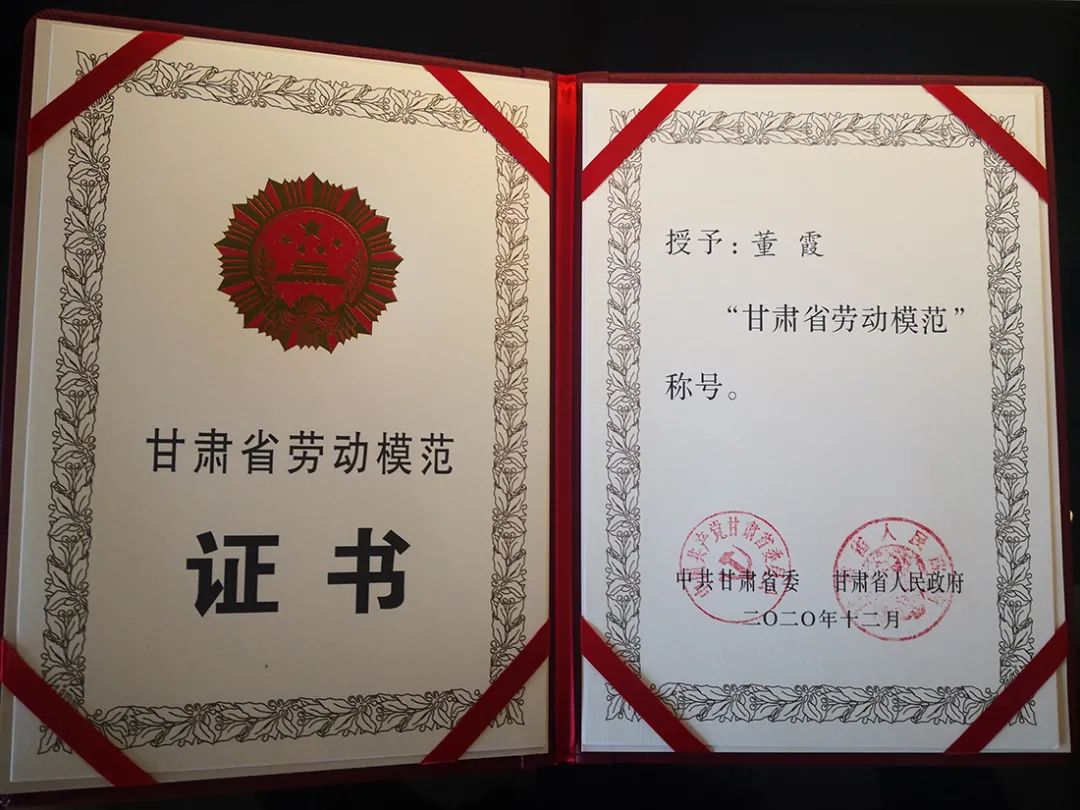 甘肃省劳动模范
证书
授予：董 霞
“甘肃省劳动模范”
称号。
中共甘肃省委 甘肃省人民政府
二〇二〇年十二月